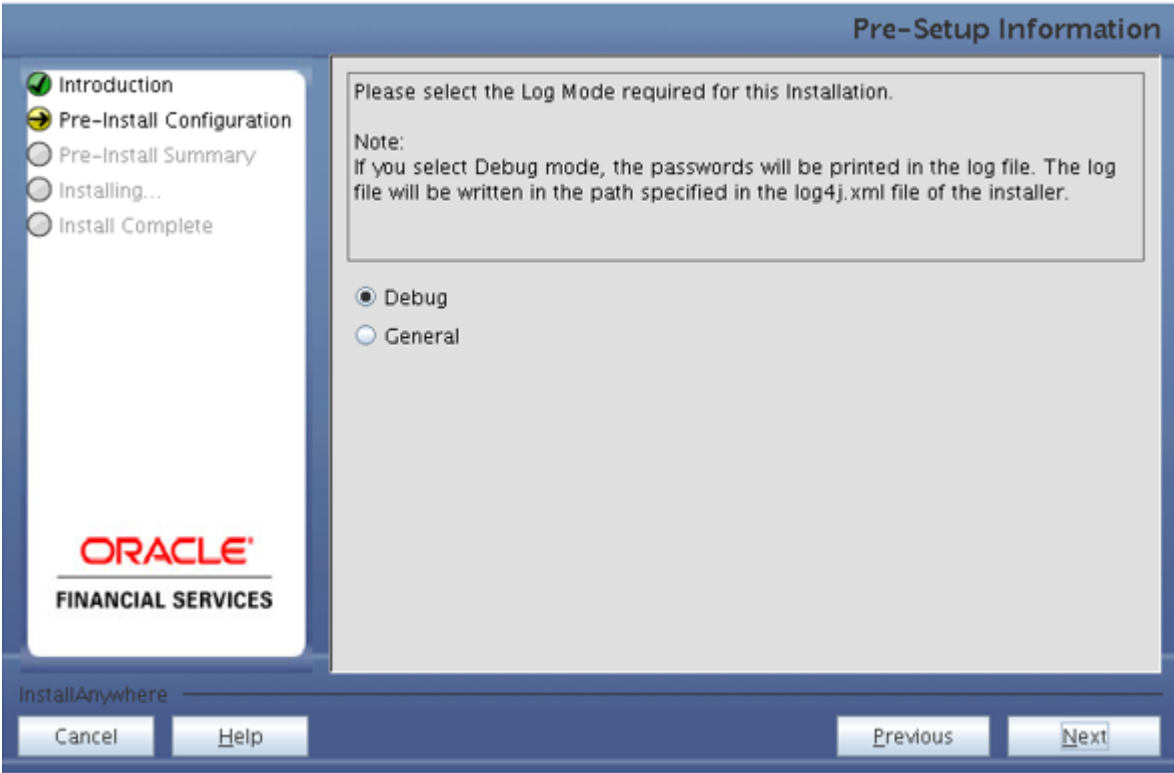 Pre-Setup Information
Introduction
Pre-Install Configuration
Pre-Install Summary
Installing...
Install Complete
ORACLE
FINANCIAL SERVICES
Please select the Log Mode required for this Installation.
Note:
If you select Debug mode, the passwords will be printed in the log file. The log
file will be written in the path specified in the log4j.xml file of the installer.
Debug
General
InstallAnywhere
Cancel
Help
Previous
Next